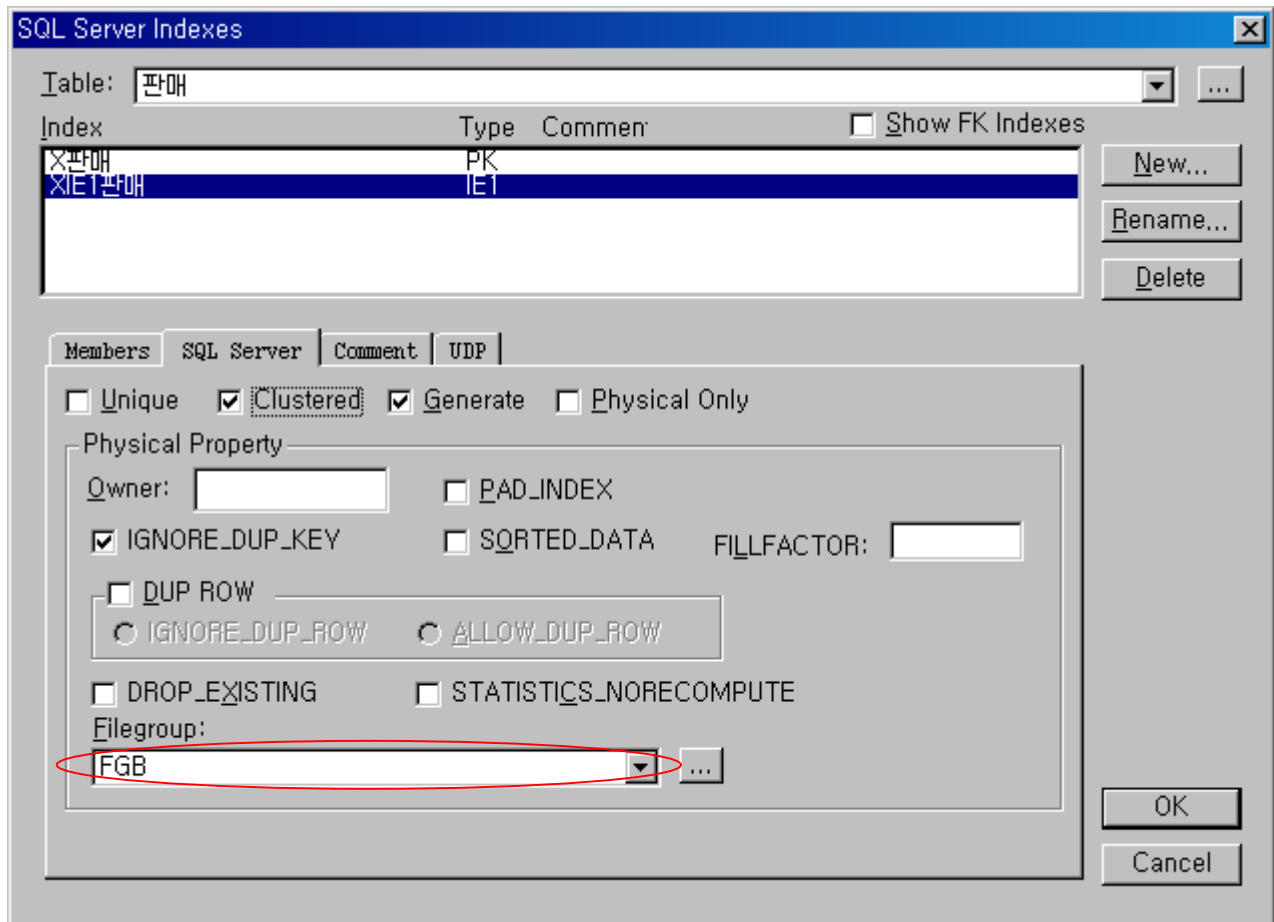 SQL Server Indexes
Table: 판매 ...
Index Type Commen Show FK Indexes
X판매 PK
XIE1판매 IE1
New...
Rename...
Delete
Members SQL Server Comment UDP
Unique Clustered Generate Physical Only
Physical Property
Owner: PAD_INDEX
IGNORE_DUP_KEY SORTED_DATA FILLFACTOR:
DUP ROW
IGNORE_DUP_ROW ALLOW_DUP_ROW
DROP_EXISTING STATISTICS_NORECOMPUTE
Filegroup:
FGB ...
OK
Cancel